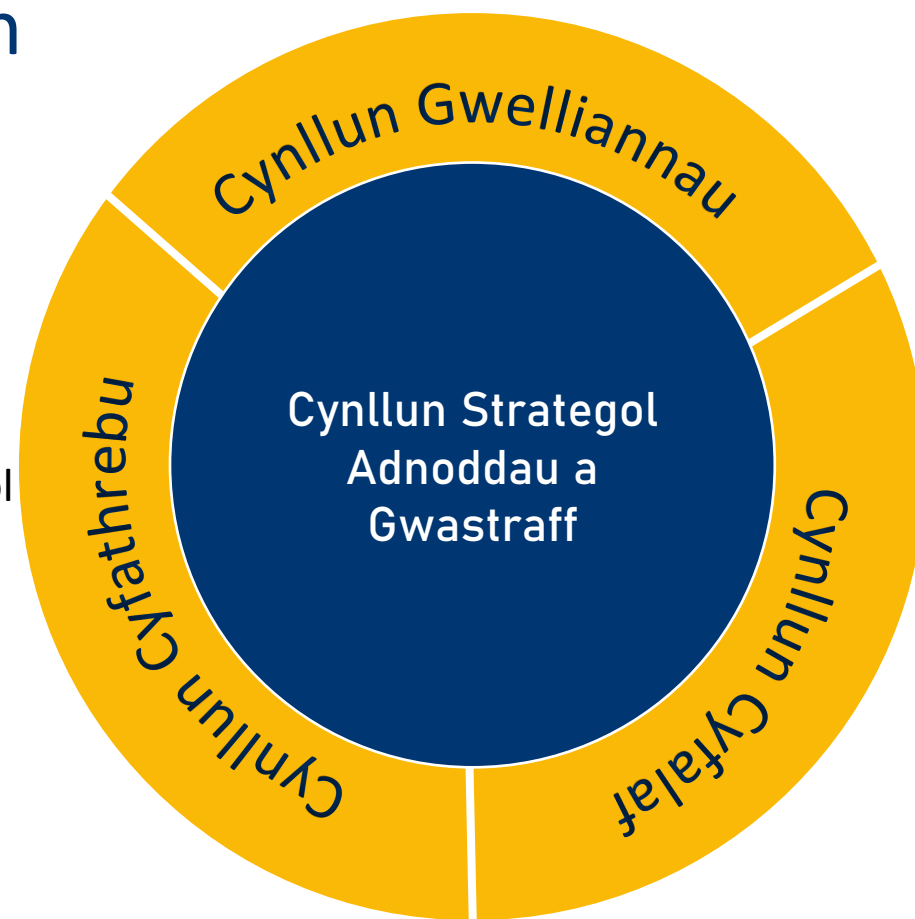 Cynllun Gwelliannau
Cynllun Strategol
Adnoddau a
Gwastraff
Cynllun Cyfathrebu
Cynllun Cyfalaf